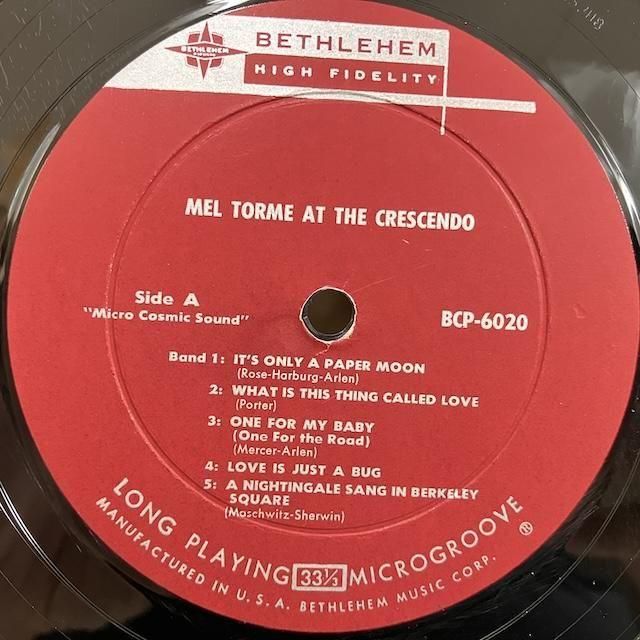 BETHLEHEM
BETHLEHEM
HIGH FIDELITY
MEL TORME AT THE CRESCENDO
Side A
"Micro Cosmic Sound"
BCP-6020
Band 1: IT'S ONLY A PAPER MOON
(Rose-Harburg-Arlen)
2: WHAT IS THIS THING CALLED LOVE
(Porter)
3: ONE FOR MY BABY
(One For the Road)
(Mercer-Arlen)
4: LOVE IS JUST A BUG
5: A NIGHTINGALE SANG IN BERKELEY
SQUARE
(Moschwitz-Sherwin)
LONG PLAYING 33⅓ MICROGROOVE ®
MANUFACTURED IN U.S.A. BETHLEHEM MUSIC CORP.